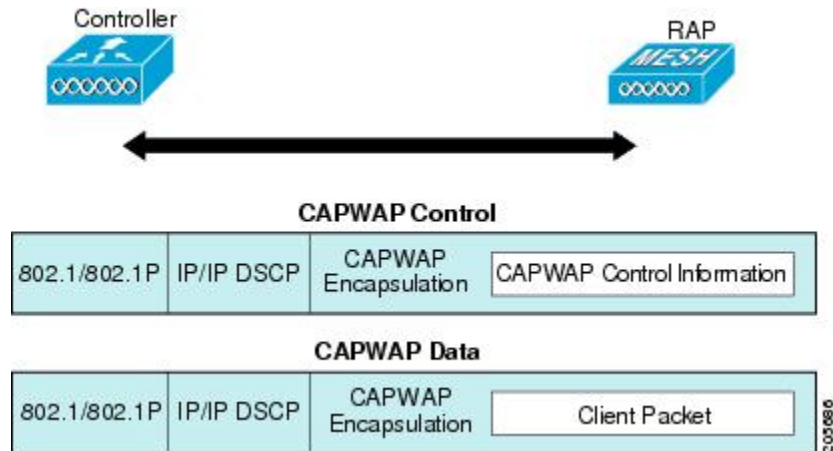 Controller
RAP
MESH
CAPWAP Control
802.1/802.1P
IP/IP DSCP
CAPWAP
Encapsulation
CAPWAP Control Information
CAPWAP Data
802.1/802.1P
IP/IP DSCP
CAPWAP
Encapsulation
Client Packet
205686